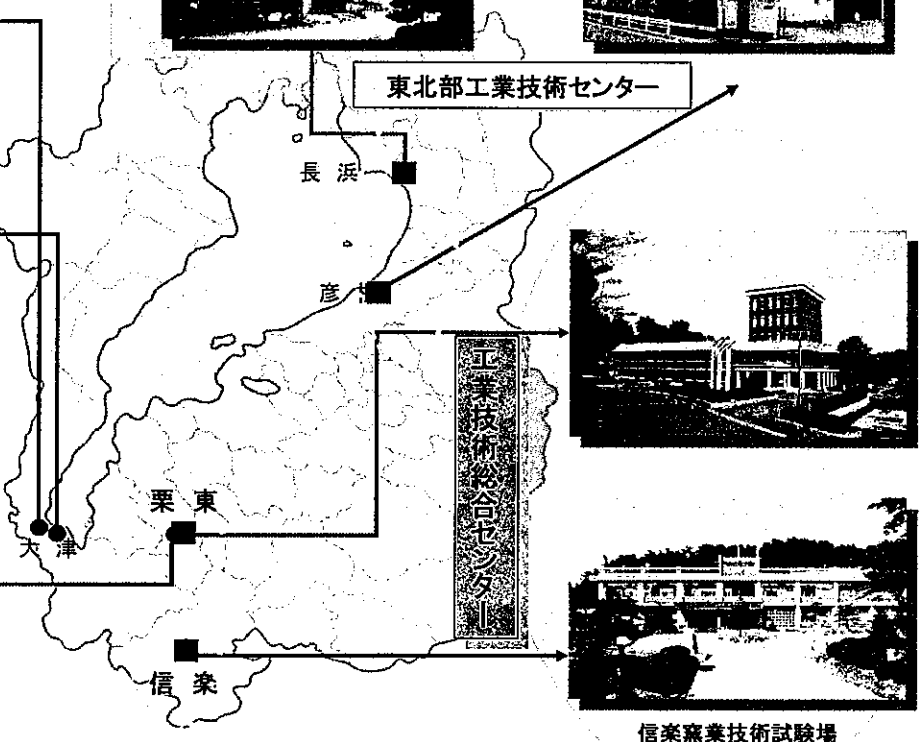 東北部工業技術センター
長浜
彦
工業技術総合センター
栗東
大津
信楽
信楽窯業技術試験場